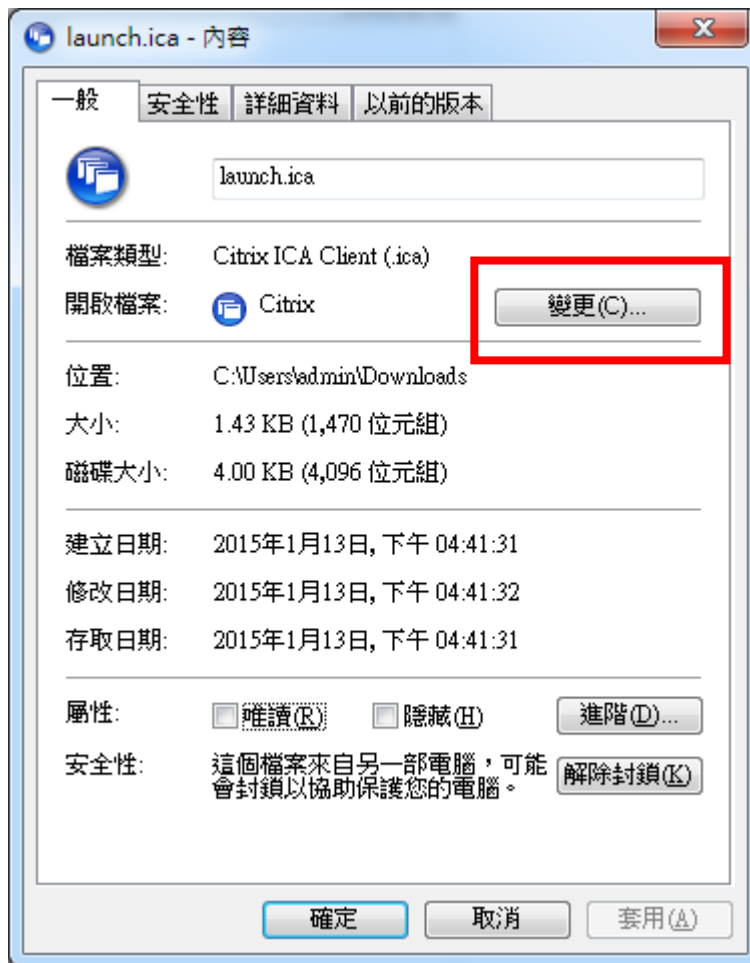 launch.ica - 內容
一般 安全性 詳細資料 以前的版本
launch.ica
檔案類型: Citrix ICA Client (.ica)
開啟檔案: Citrix 變更(C)...
位置: C:\Users\admin\Downloads
大小: 1.43 KB (1,470 位元組)
磁碟大小: 4.00 KB (4,096 位元組)
建立日期: 2015年1月13日, 下午 04:41:31
修改日期: 2015年1月13日, 下午 04:41:32
存取日期: 2015年1月13日, 下午 04:41:31
屬性: 唯讀(R) 隱藏(H) 進階(D)...
安全性: 這個檔案來自另一部電腦，可能
會封鎖以協助保護您的電腦。 解除封鎖(K)
確定 取消 套用(A)